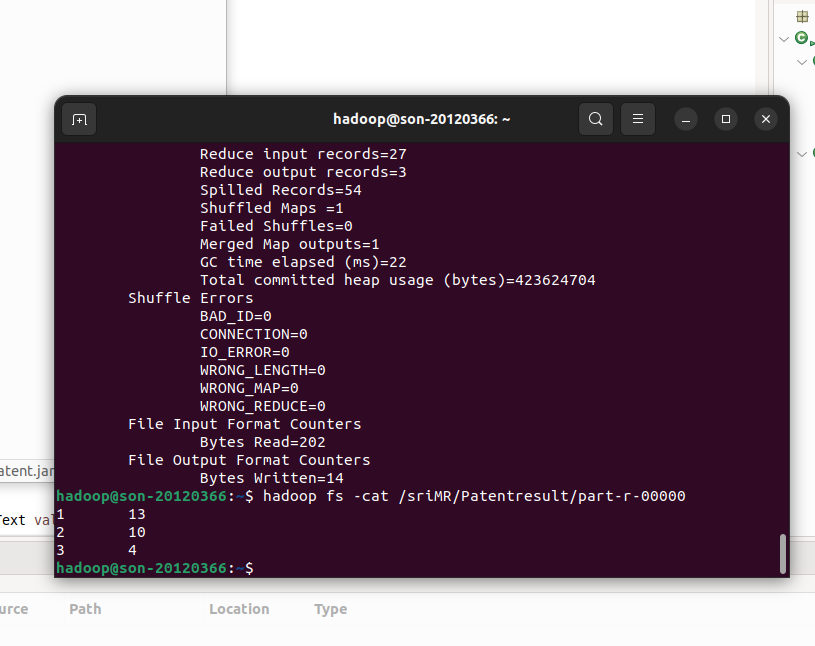 hadoop@son-20120366: ~
Reduce input records=27
Reduce output records=3
Spilled Records=54
Shuffled Maps =1
Failed Shuffles=0
Merged Map outputs=1
GC time elapsed (ms)=22
Total committed heap usage (bytes)=423624704
Shuffle Errors
BAD_ID=0
CONNECTION=0
IO_ERROR=0
WRONG_LENGTH=0
WRONG_MAP=0
WRONG_REDUCE=0
File Input Format Counters
Bytes Read=202
File Output Format Counters
Bytes Written=14
hadoop@son-20120366:~$ hadoop fs -cat /sriMR/Patentresult/part-r-00000
1 13
2 10
3 4
hadoop@son-20120366:~$
atent.jar
Text val
urce Path Location Type